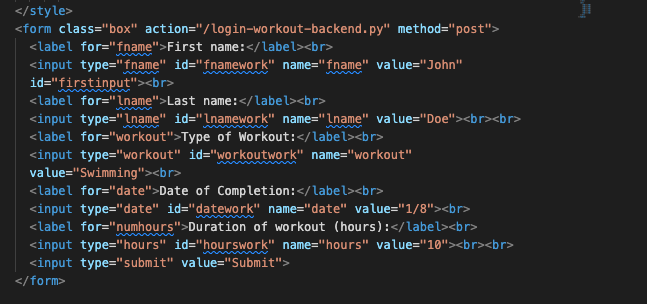 </style>
<form class="box" action="/login-workout-backend.py" method="post">
<label for="fname">First name:</label><br>
<input type="fname" id="fnamework" name="fname" value="John"
id="firstinput"><br>
<label for="lname">Last name:</label><br>
<input type="lname" id="lnamework" name="lname" value="Doe"><br><br>
<label for="workout">Type of Workout:</label><br>
<input type="workout" id="workoutwork" name="workout"
value="Swimming"><br>
<label for="date">Date of Completion:</label><br>
<input type="date" id="datework" name="date" value="1/8"><br>
<label for="numhours">Duration of workout (hours):</label><br>
<input type="hours" id="hourswork" name="hours" value="10"><br><br>
<input type="submit" value="Submit">
</form>